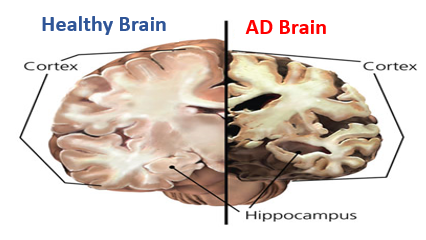 Healthy Brain
AD Brain
Cortex
Cortex
Hippocampus